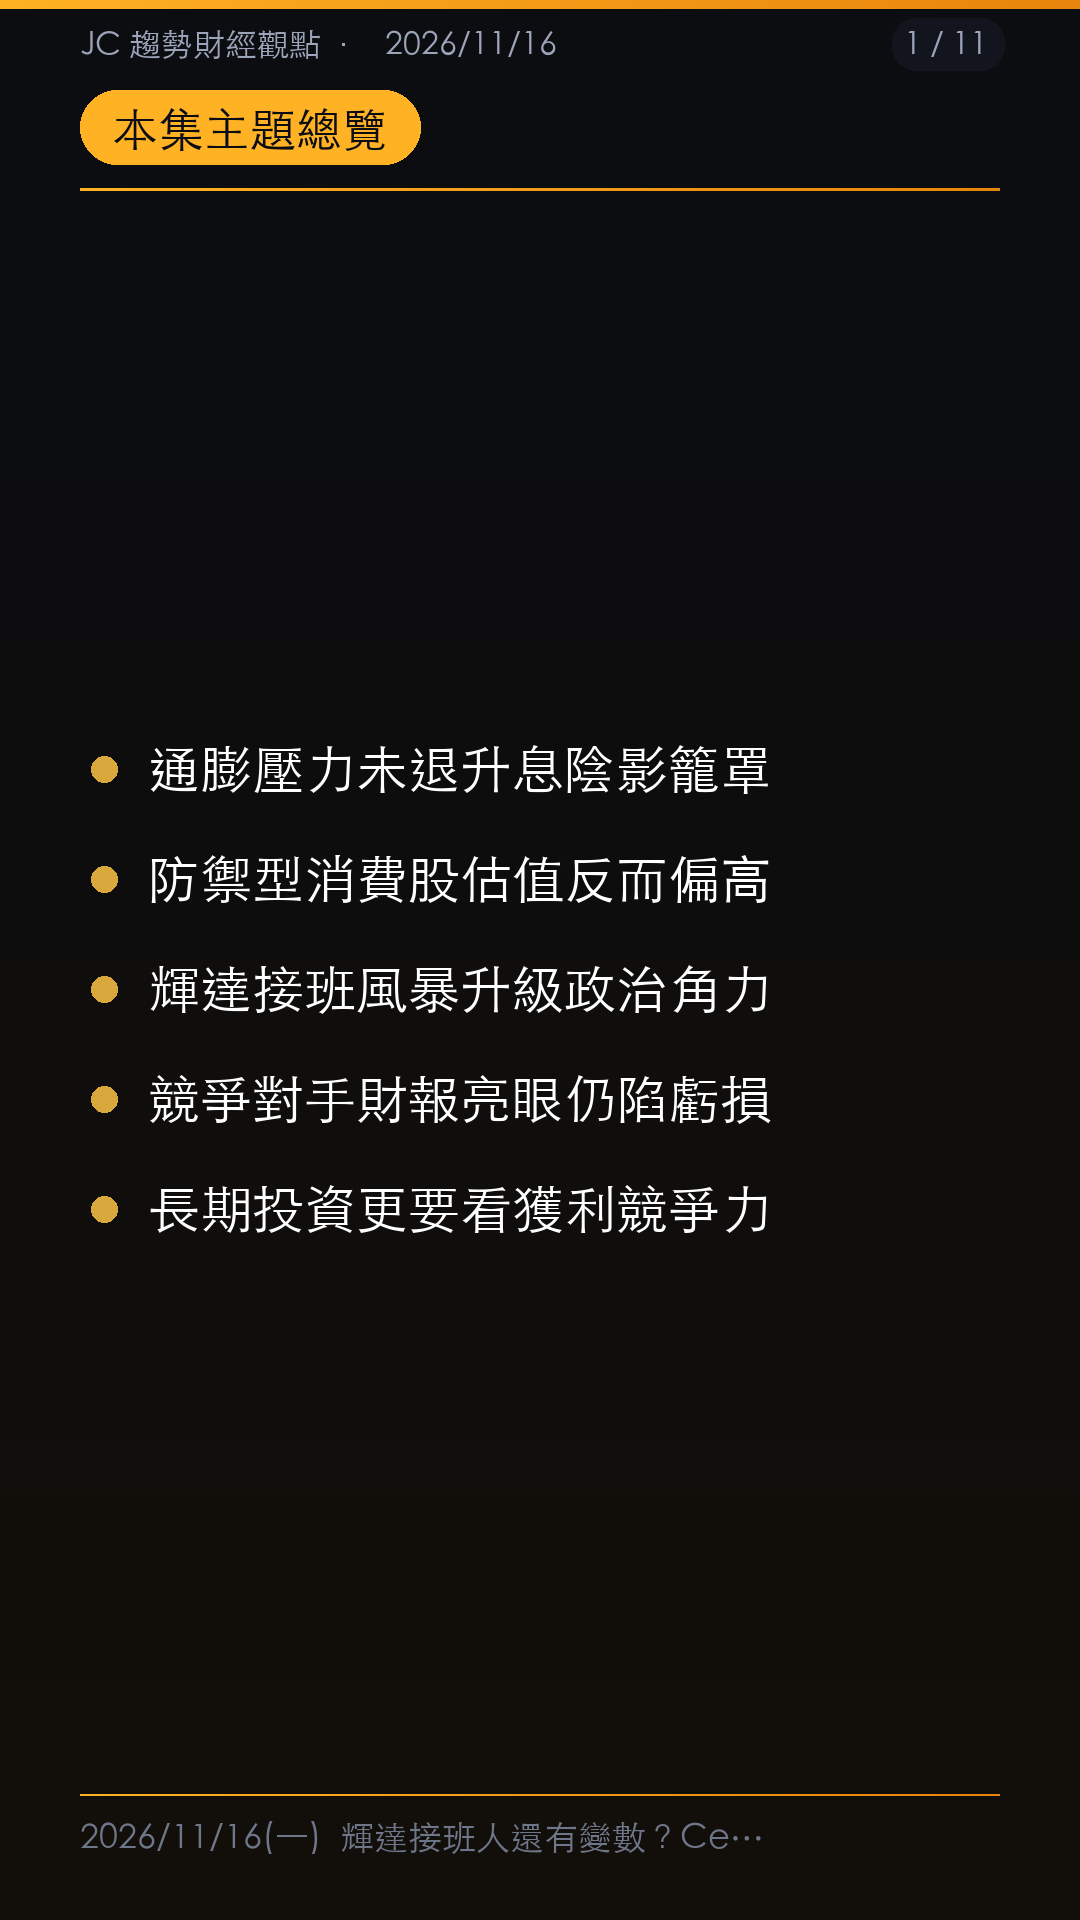 JC 趨勢財經觀點 · 2026/11/16
1 / 11
本集主題總覽
通膨壓力未退升息陰影籠罩
防禦型消費股估值反而偏高
輝達接班風暴升級政治角力
競爭對手財報亮眼仍陷虧損
長期投資更要看獲利競爭力
2026/11/16(一) 輝達接班人還有變數？Ce…